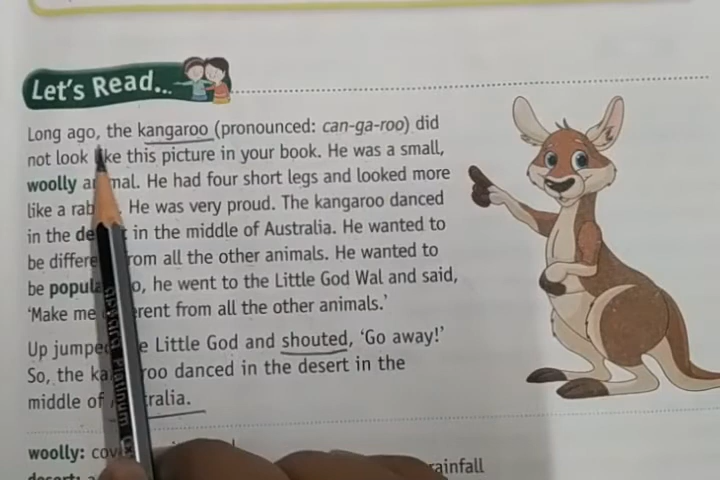 Let's Read...
Long ago, the kangaroo (pronounced: can-ga-roo) did
not look like this picture in your book. He was a small,
woolly animal. He had four short legs and looked more
like a rab . He was very proud. The kangaroo danced
in the desert in the middle of Australia. He wanted to
be different from all the other animals. He wanted to
be popular. So, he went to the Little God Wal and said,
'Make me different from all the other animals.'
Up jumped the Little God and shouted, 'Go away!'
So, the kangaroo danced in the desert in the
middle of Australia.
woolly:
desert: rainfall